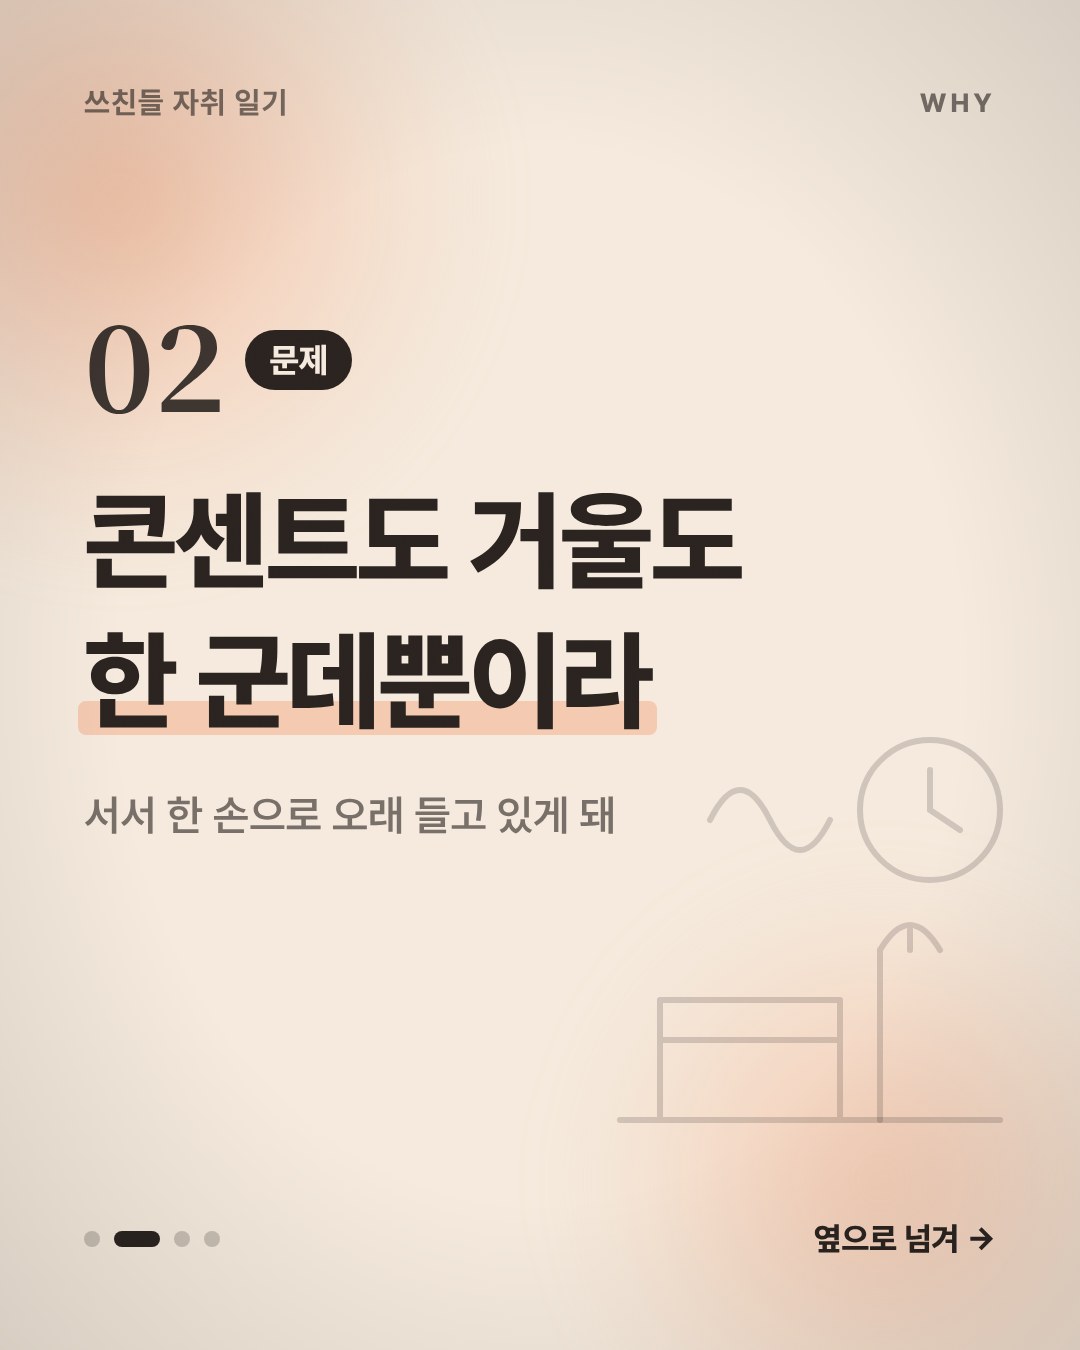 쓰친들 자취 일기
WHY
02 문제
콘센트도 거울도
한 군데뿐이라
서서 한 손으로 오래 들고 있게 돼
옆으로 넘겨 →